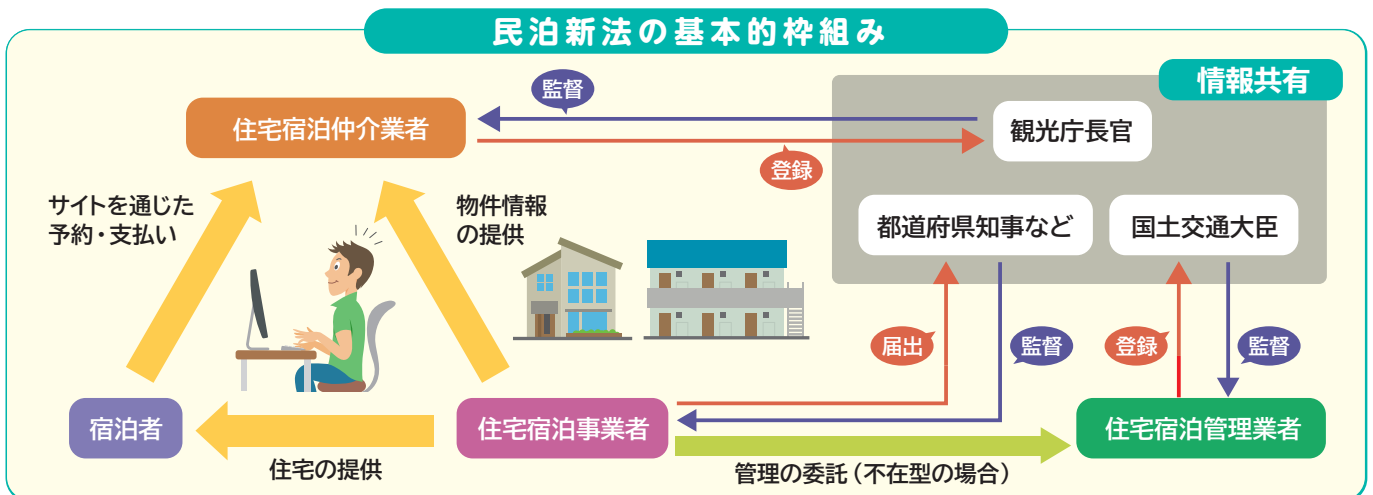 民泊新法の基本的枠組み
情報共有
監督
住宅宿泊仲介業者
観光庁長官
登録
サイトを通じた
予約・支払い
物件情報
の提供
都道府県知事など
国土交通大臣
届出
監督
登録
監督
宿泊者
住宅宿泊事業者
住宅宿泊管理業者
住宅の提供
管理の委託（不在型の場合）